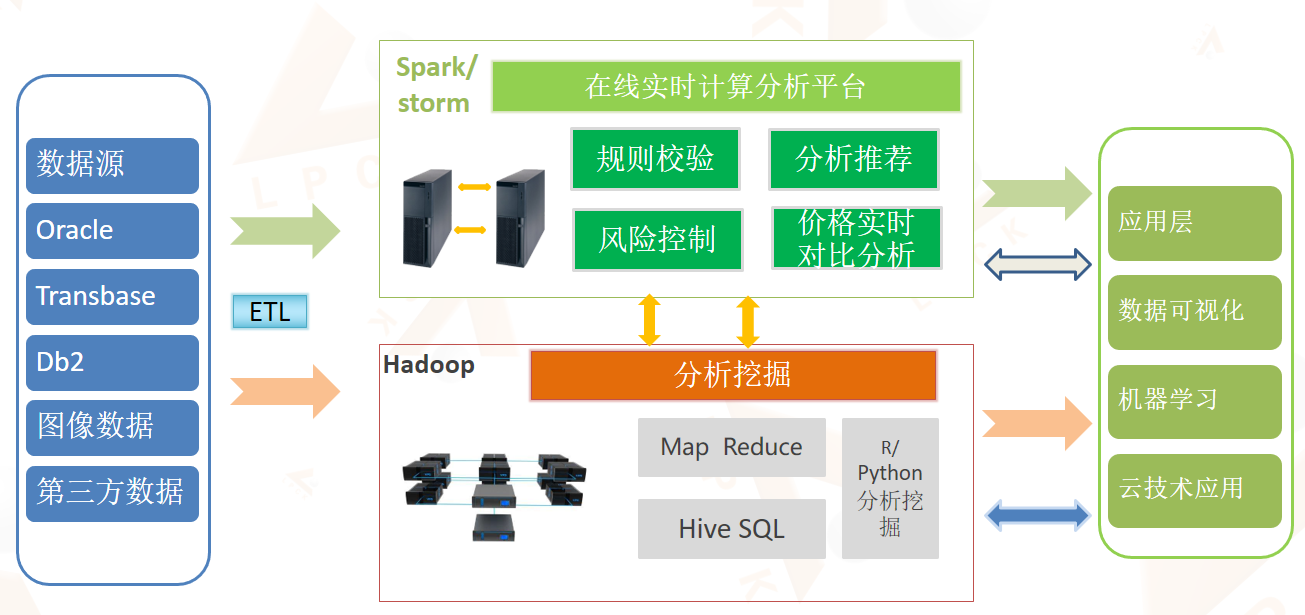 数据源
Oracle
Transbase
Db2
图像数据
第三方数据
ETL
Spark/
storm
在线实时计算分析平台
规则校验
分析推荐
风险控制
价格实时
对比分析
Hadoop
分析挖掘
Map Reduce
Hive SQL
R/
Python
分析挖
掘
应用层
数据可视化
机器学习
云技术应用